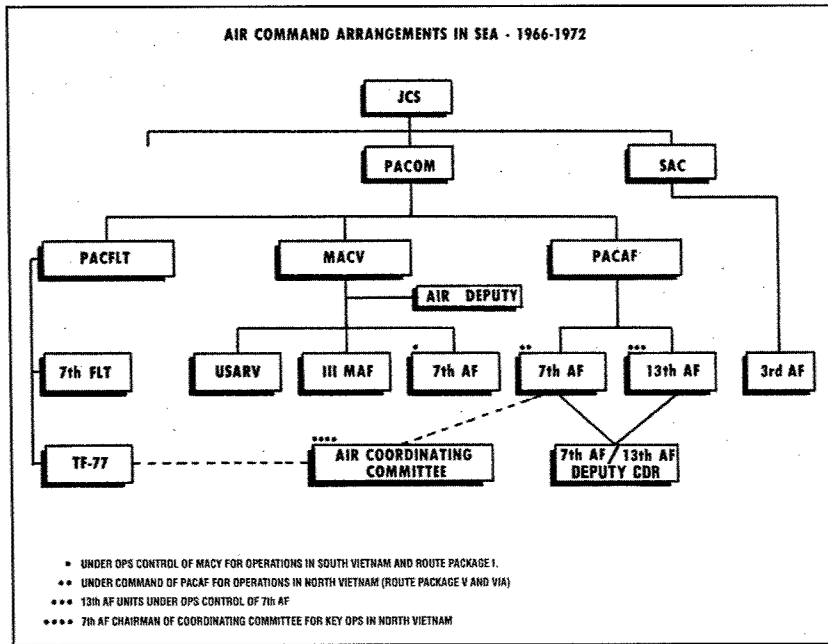 AIR COMMAND ARRANGEMENTS IN SEA - 1966-1972
JCS
PACOM
SAC
PACFLT
MACV
PACAF
AIR DEPUTY
7th FLT
USARV
III MAF
*
7th AF
**
7th AF
***
13th AF
3rd AF
TF-77
****
AIR COORDINATING
COMMITTEE
7th AF / 13th AF
DEPUTY CDR
* UNDER OPS CONTROL OF MACV FOR OPERATIONS IN SOUTH VIETNAM AND ROUTE PACKAGE I.
** UNDER COMMAND OF PACAF FOR OPERATIONS IN NORTH VIETNAM (ROUTE PACKAGE V AND VIA)
*** 13th AF UNITS UNDER OPS CONTROL OF 7th AF
**** 7th AF CHAIRMAN OF COORDINATING COMMITTEE FOR KEY OPS IN NORTH VIETNAM